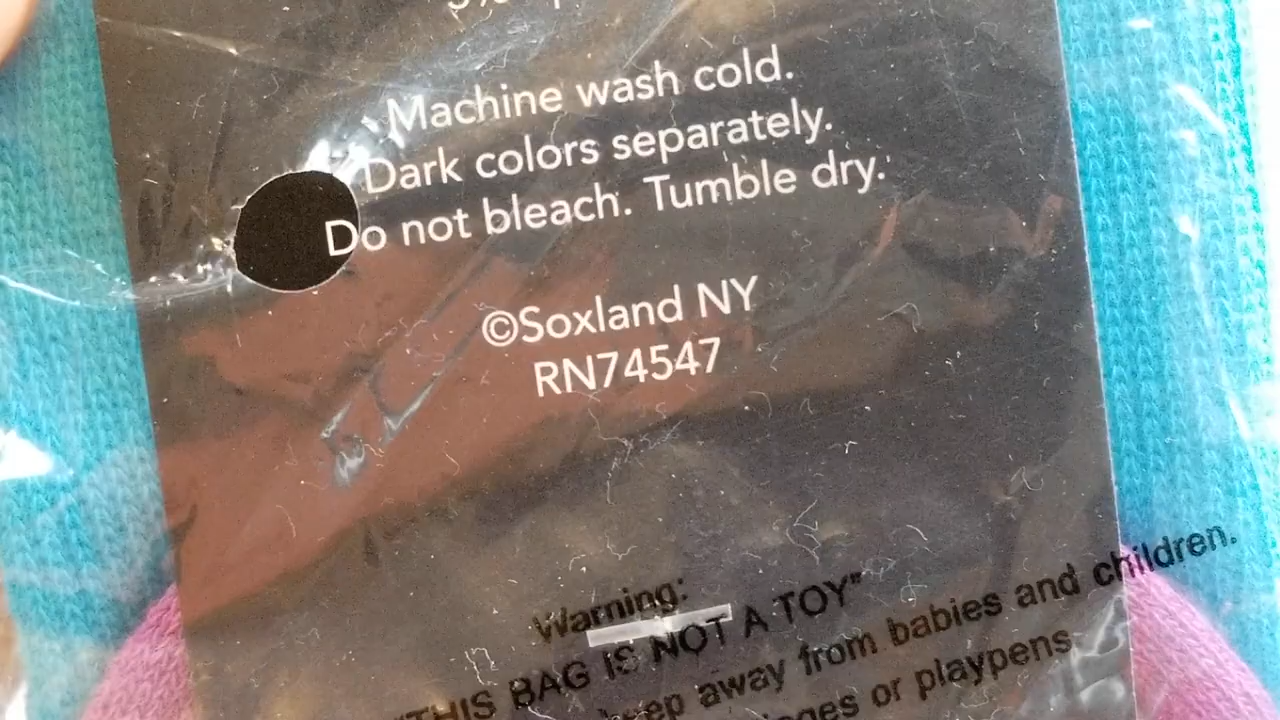 Machine wash cold.
Dark colors separately.
Do not bleach. Tumble dry.
©Soxland NY
RN74547
Warning:
"THIS BAG IS NOT A TOY"
away from babies and children.
or playpens